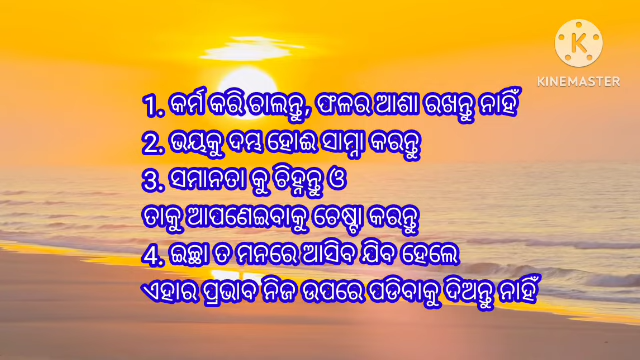 KINEMASTER
1. କର୍ମ କରି ଚାଲନ୍ତୁ, ଫଳର ଆଶା ରଖନ୍ତୁ ନାହିଁ
2. ଭୟକୁ ଦମ୍ଭ ହୋଇ ସାମ୍ନା କରନ୍ତୁ
3. ସମାନତା କୁ ଚିହ୍ନନ୍ତୁ ଓ
ତାକୁ ଆପଣେଇବାକୁ ଚେଷ୍ଟା କରନ୍ତୁ
4. ଇଚ୍ଛା ତ ମନରେ ଆସିବ ଯିବ ହେଲେ
ଏହାର ପ୍ରଭାବ ନିଜ ଉପରେ ପଡିବାକୁ ଦିଅନ୍ତୁ ନାହିଁ